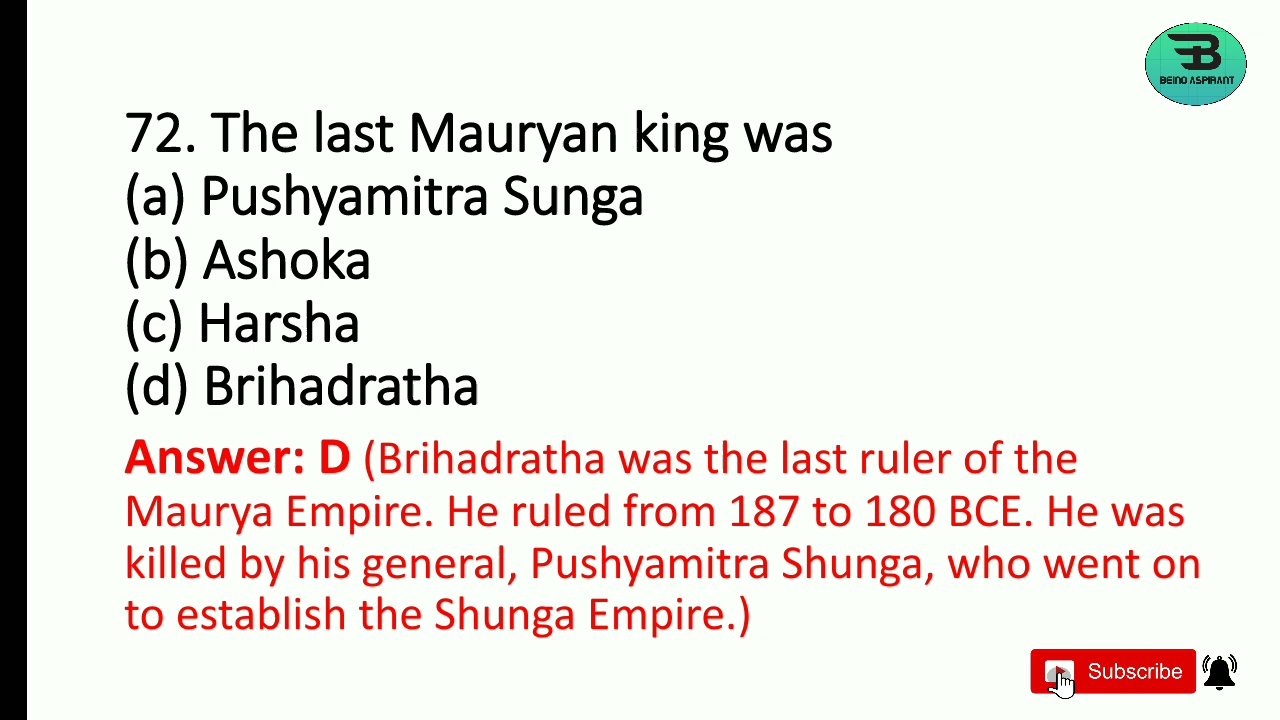 BEINO ASPIRANT
72. The last Mauryan king was
(a) Pushyamitra Sunga
(b) Ashoka
(c) Harsha
(d) Brihadratha
Answer: D (Brihadratha was the last ruler of the
Maurya Empire. He ruled from 187 to 180 BCE. He was
killed by his general, Pushyamitra Shunga, who went on
to establish the Shunga Empire.)
Subscribe